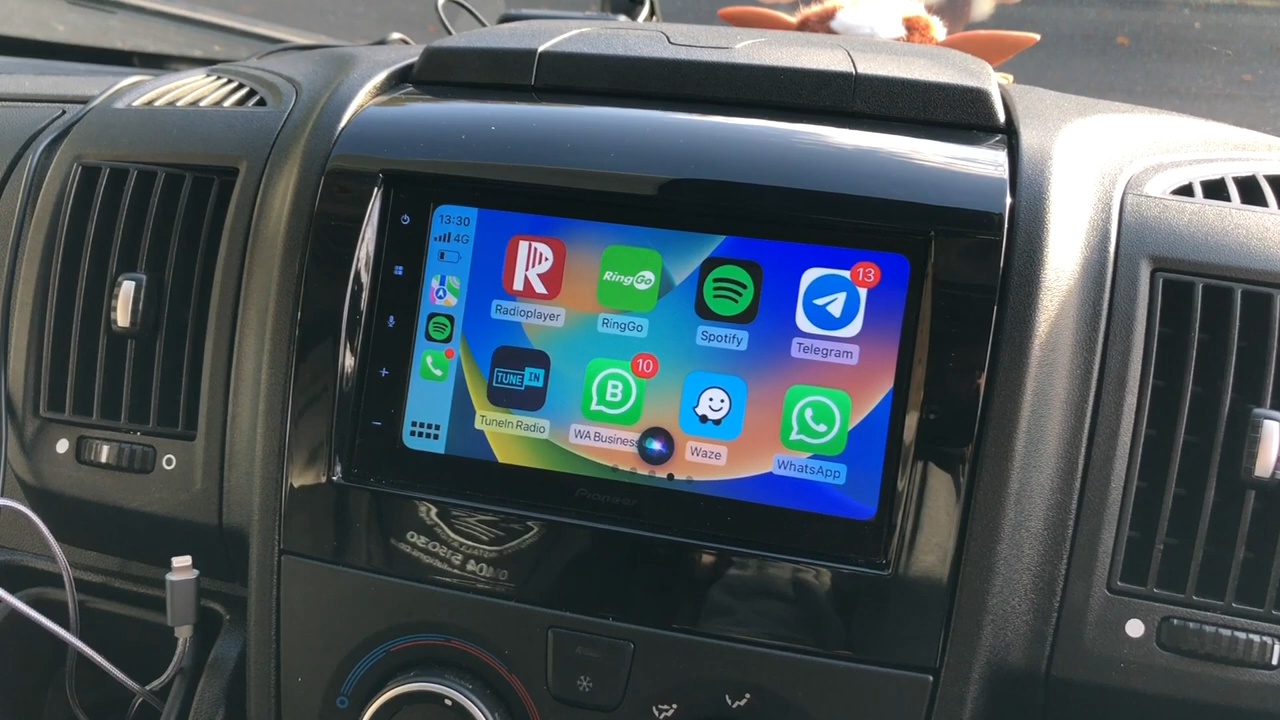 13:30
4G
Radioplayer
RingGo
RingGo
Spotify
13
Telegram
TUNE IN
TuneIn Radio
10
B
WA Business
Waze
WhatsApp
Pioneer